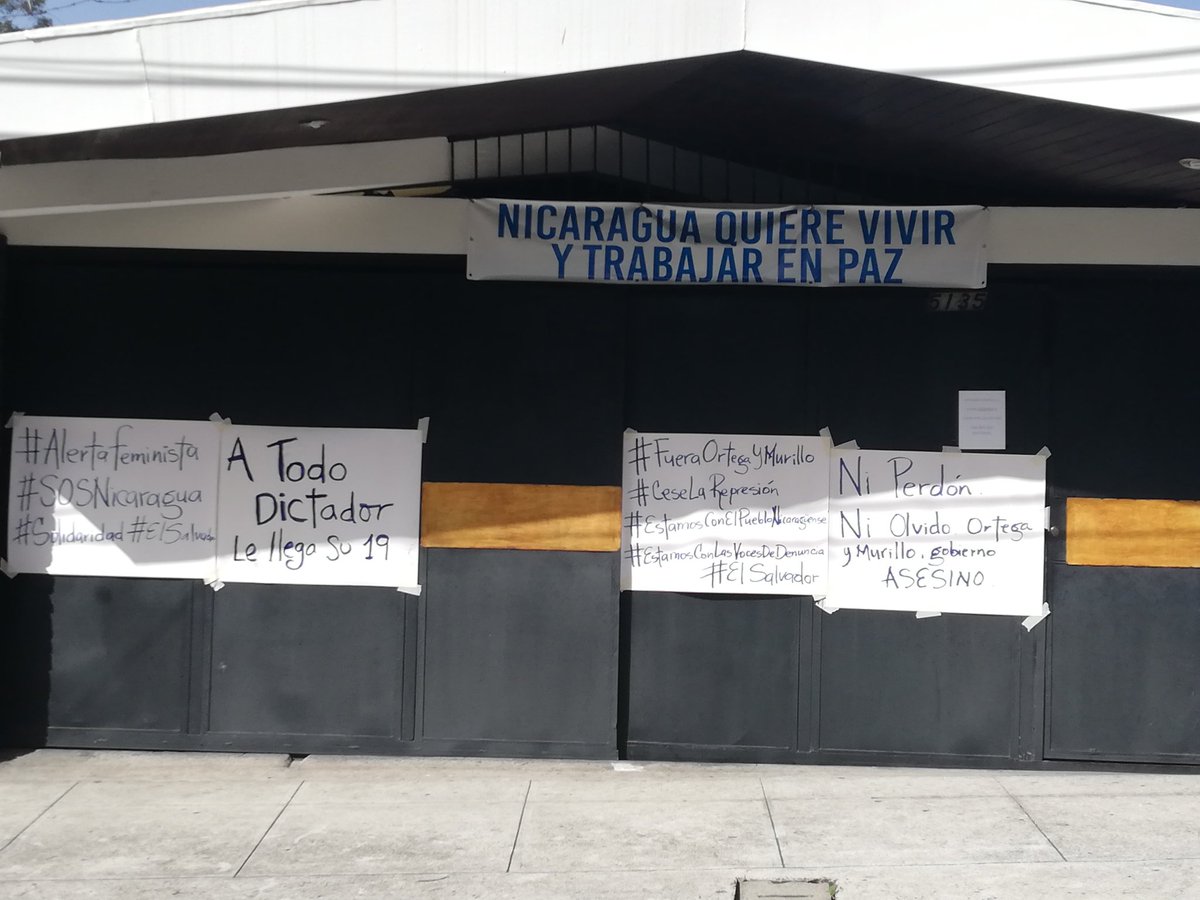 NICARAGUA QUIERE VIVIR
Y TRABAJAR EN PAZ
5135
#Alertafeminista
#SOSNicaragua
#Solidaridad #ElSalvador
A Todo
Dictador
Le llega su 19
#FueraOrtegaYMurillo
#CeseLaRepresión
#EstamosConElPuebloNicaragüense
#EstamosConLasVocesDeDenuncia
#ElSalvador
Ni Perdón.
Ni Olvido. Ortega
y Murillo. gobierno
ASESINO.